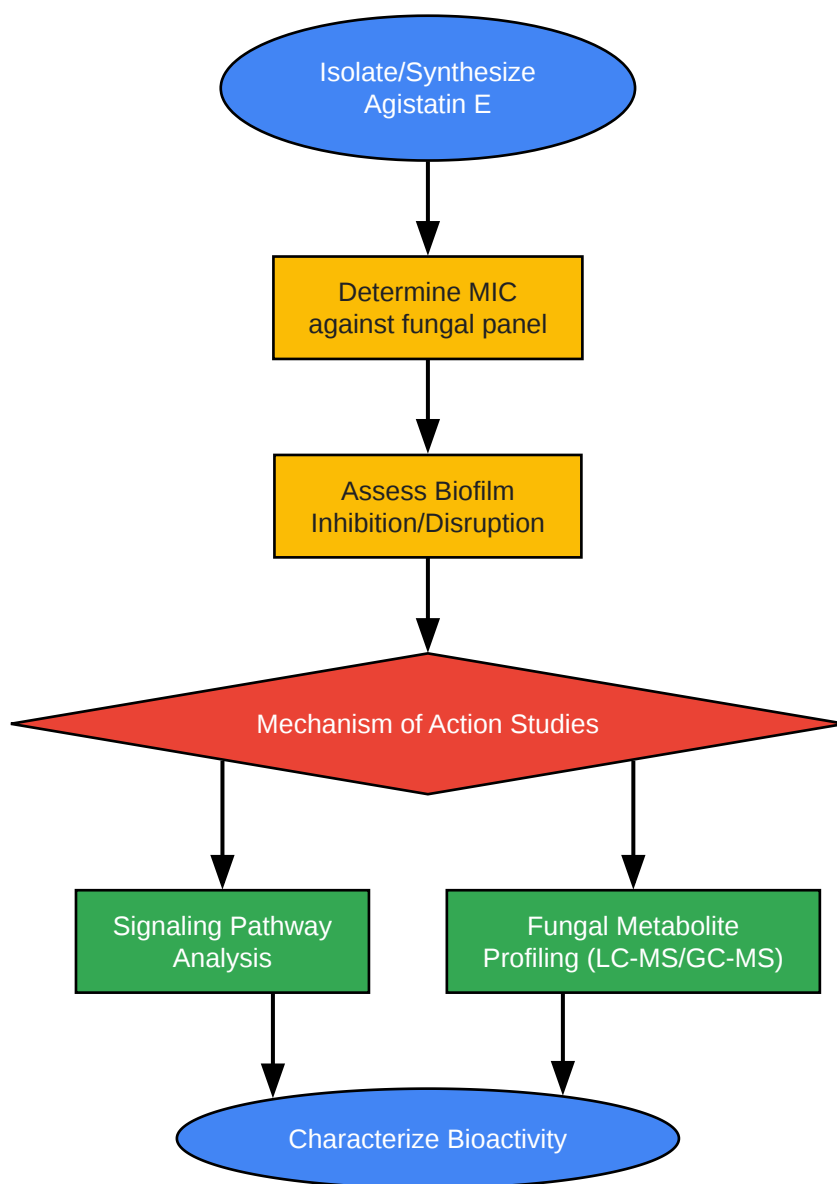 Isolate/Synthesize
Agistatin E
Determine MIC
against fungal panel
Assess Biofilm
Inhibition/Disruption
Mechanism of Action Studies
Signaling Pathway
Analysis
Fungal Metabolite
Profiling (LC-MS/GC-MS)
Characterize Bioactivity